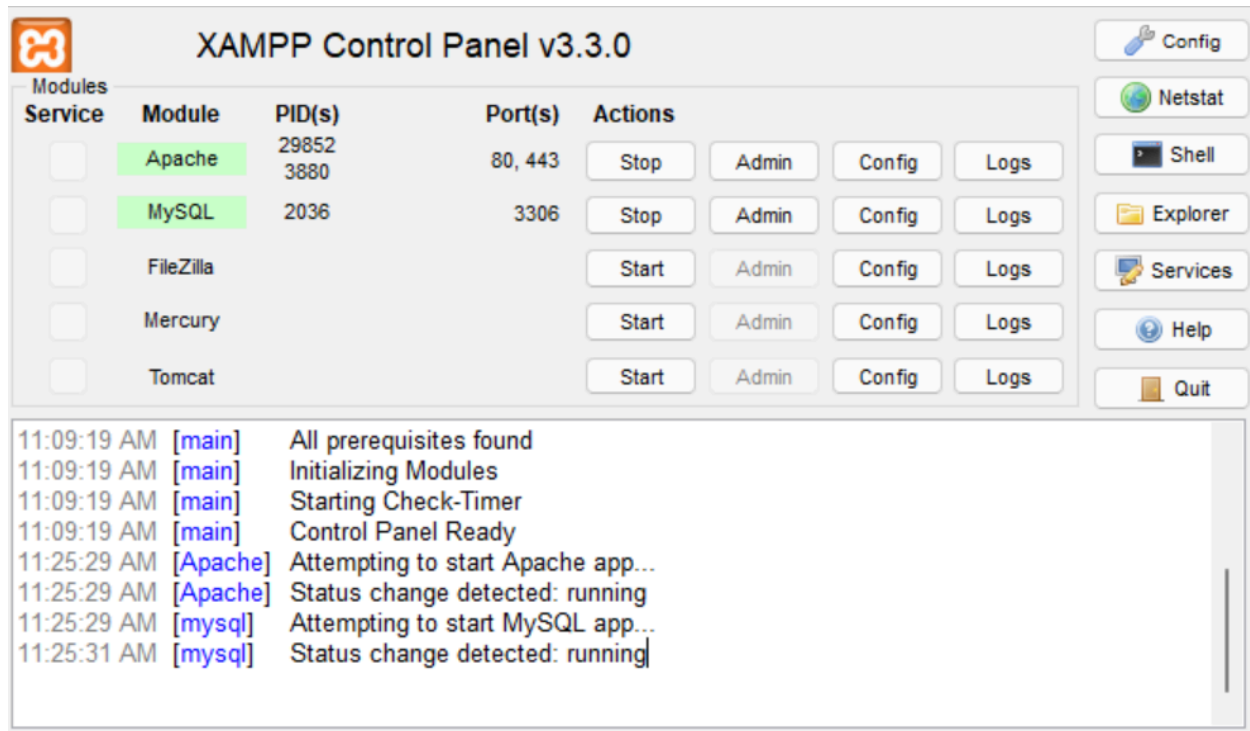 XAMPP Control Panel v3.3.0
Config
Modules
Netstat
Service Module PID(s) Port(s) Actions
Apache 29852 3880 80, 443 Stop Admin Config Logs
Shell
MySQL 2036 3306 Stop Admin Config Logs
Explorer
FileZilla Start Admin Config Logs
Services
Mercury Start Admin Config Logs
Help
Tomcat Start Admin Config Logs
Quit
11:09:19 AM [main] All prerequisites found
11:09:19 AM [main] Initializing Modules
11:09:19 AM [main] Starting Check-Timer
11:09:19 AM [main] Control Panel Ready
11:25:29 AM [Apache] Attempting to start Apache app...
11:25:29 AM [Apache] Status change detected: running
11:25:29 AM [mysql] Attempting to start MySQL app...
11:25:31 AM [mysql] Status change detected: running